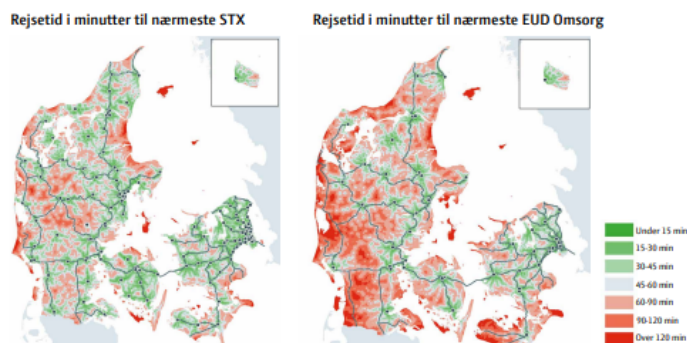 Rejsetid i minutter til nærmeste STX
Rejsetid i minutter til nærmeste EUD Omsorg
Under 15 min
15-30 min
30-45 min
45-60 min
60-90 min
90-120 min
Over 120 min